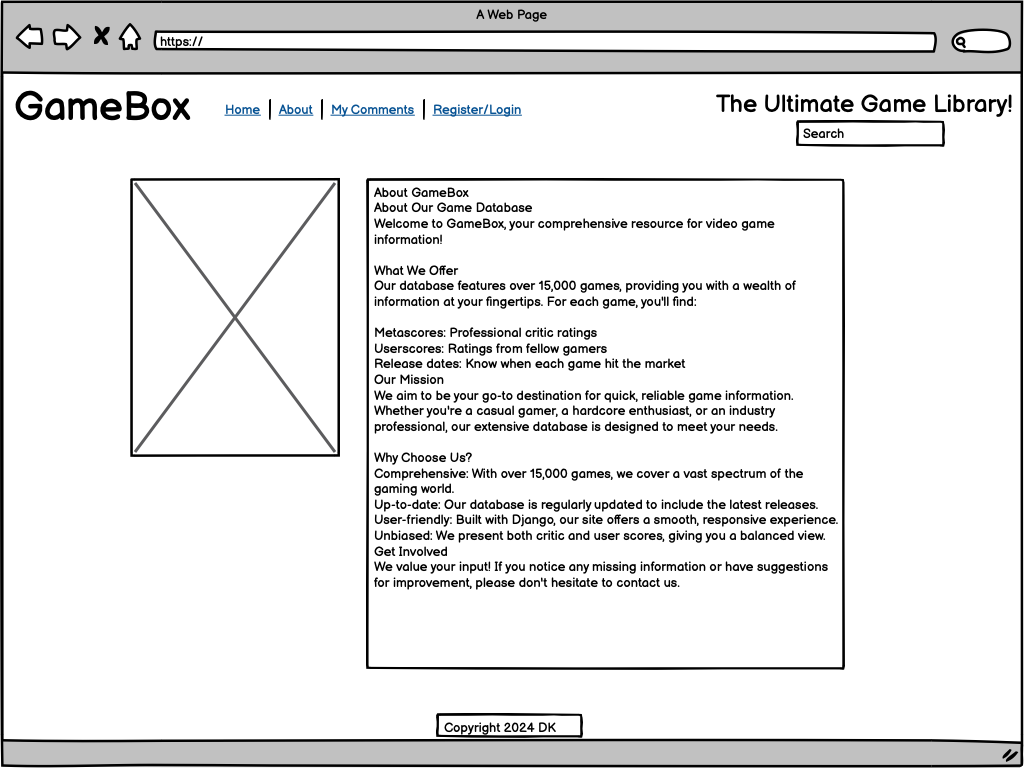 A Web Page
https://
GameBox
Home
About
My Comments
Register/Login
The Ultimate Game Library!
Search
About GameBox
About Our Game Database
Welcome to GameBox, your comprehensive resource for video game
information!
What We Offer
Our database features over 15,000 games, providing you with a wealth of
information at your fingertips. For each game, you'll find:
Metascores: Professional critic ratings
Userscores: Ratings from fellow gamers
Release dates: Know when each game hit the market
Our Mission
We aim to be your go-to destination for quick, reliable game information.
Whether you're a casual gamer, a hardcore enthusiast, or an industry
professional, our extensive database is designed to meet your needs.
Why Choose Us?
Comprehensive: With over 15,000 games, we cover a vast spectrum of the
gaming world.
Up-to-date: Our database is regularly updated to include the latest releases.
User-friendly: Built with Django, our site offers a smooth, responsive experience.
Unbiased: We present both critic and user scores, giving you a balanced view.
Get Involved
We value your input! If you notice any missing information or have suggestions
for improvement, please don't hesitate to contact us.
Copyright 2024 DK